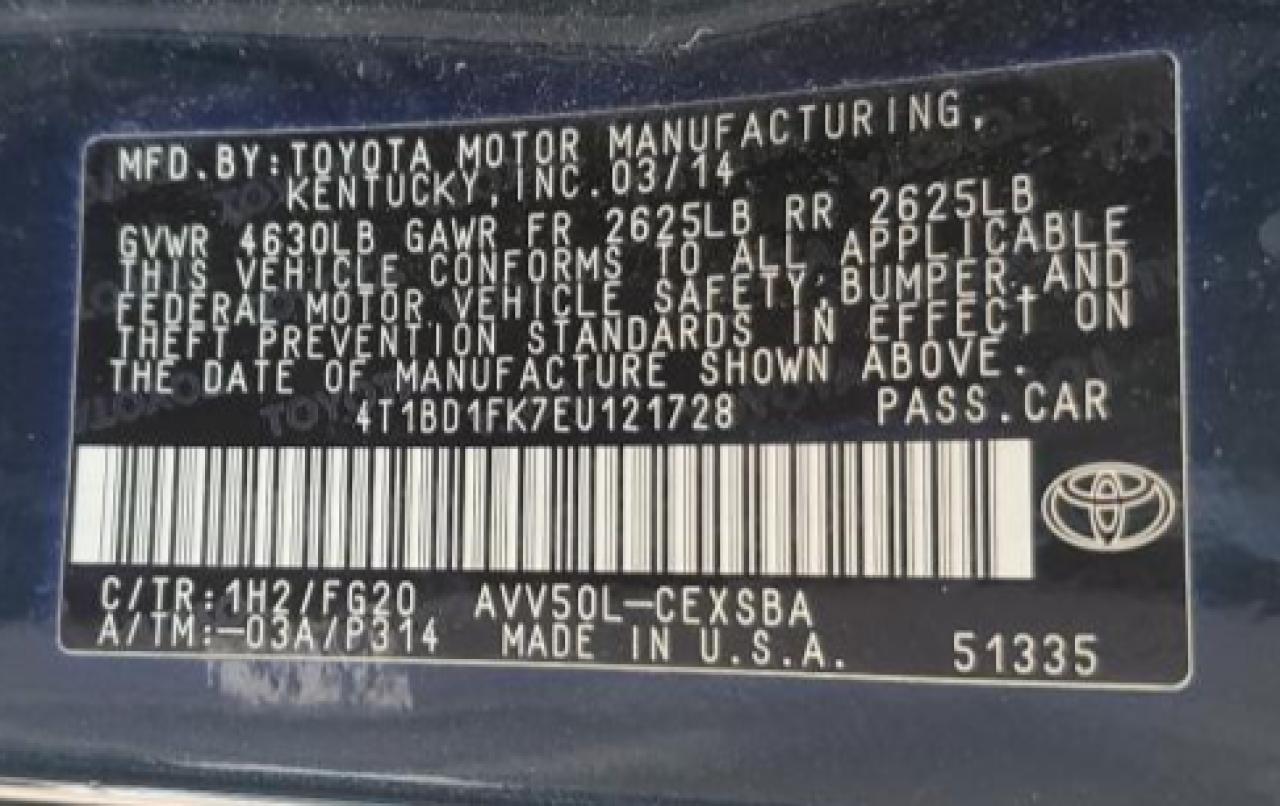 MFD.BY:TOYOTA MOTOR MANUFACTURING,
KENTUCKY,INC.03/14
GVWR 4630LB GAWR FR 2625LB RR 2625LB
THIS VEHICLE CONFORMS TO ALL APPLICABLE
FEDERAL MOTOR VEHICLE SAFETY,BUMPER,AND
THEFT PREVENTION STANDARDS IN EFFECT ON
THE DATE OF MANUFACTURE SHOWN ABOVE.
4T1BD1FK7EU121728 PASS.CAR
C/TR:1H2/FG20 AVV50L-CEXSBA
A/TM:-03A/P314 MADE IN U.S.A. 51335